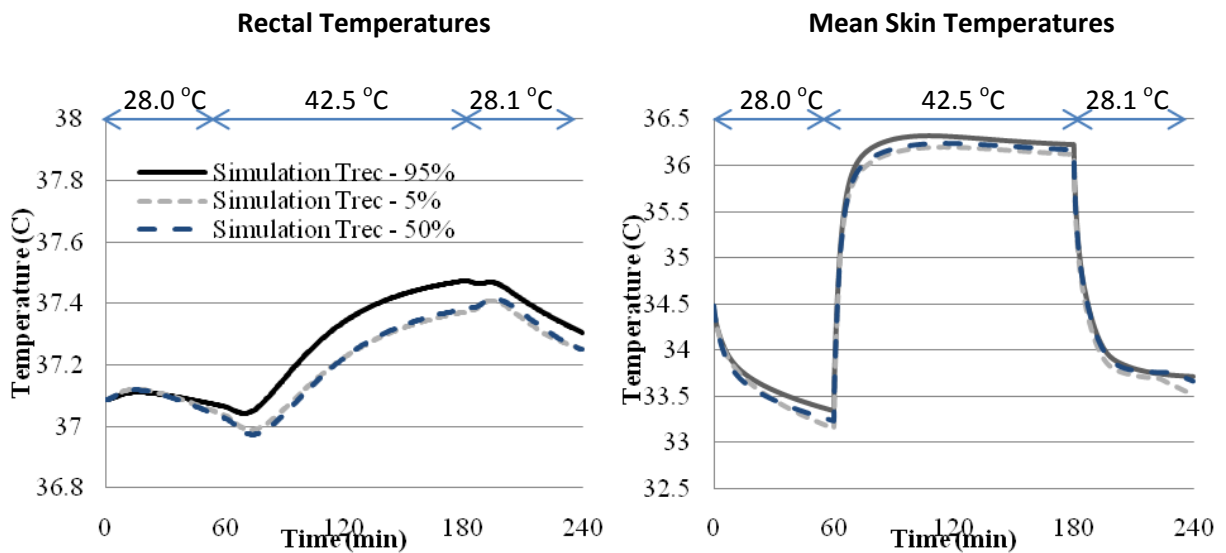 Rectal Temperatures
28.0 °C
42.5 °C
28.1 °C
38
37.8
37.6
37.4
37.2
37
36.8
Temperature (C)
Simulation Trec - 95%
Simulation Trec - 5%
Simulation Trec - 50%
0
60
120
180
240
Time (min)
Mean Skin Temperatures
28.0 °C
42.5 °C
28.1 °C
36.5
36
35.5
35
34.5
34
33.5
33
32.5
Temperature (C)
0
60
120
180
240
Time (min)